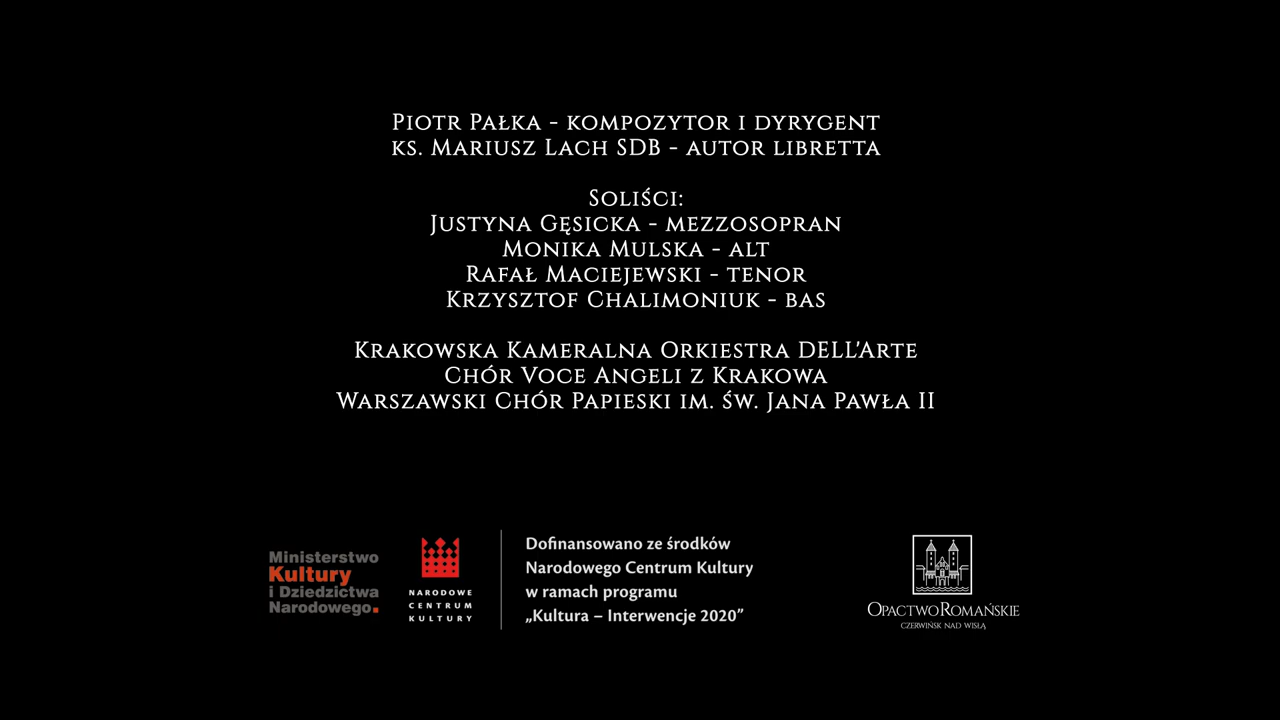 Piotr Pałka - kompozytor i dyrygent
ks. Mariusz Lach SDB - autor libretta
Soliści:
Justyna Gęsicka - mezzosopran
Monika Mulska - alt
Rafał Maciejewski - tenor
Krzysztof Chalimoniuk - bas
Krakowska Kameralna Orkiestra DELL'Arte
Chór Voce Angeli z Krakowa
Warszawski Chór Papieski im. św. Jana Pawła II
Ministerstwo
Kultury
i Dziedzictwa
Narodowego.
NARODOWE
CENTRUM
KULTURY
Dofinansowano ze środków
Narodowego Centrum Kultury
w ramach programu
„Kultura – Interwencje 2020”
OpactwoRomańskie
czerwińsk nad wisłą